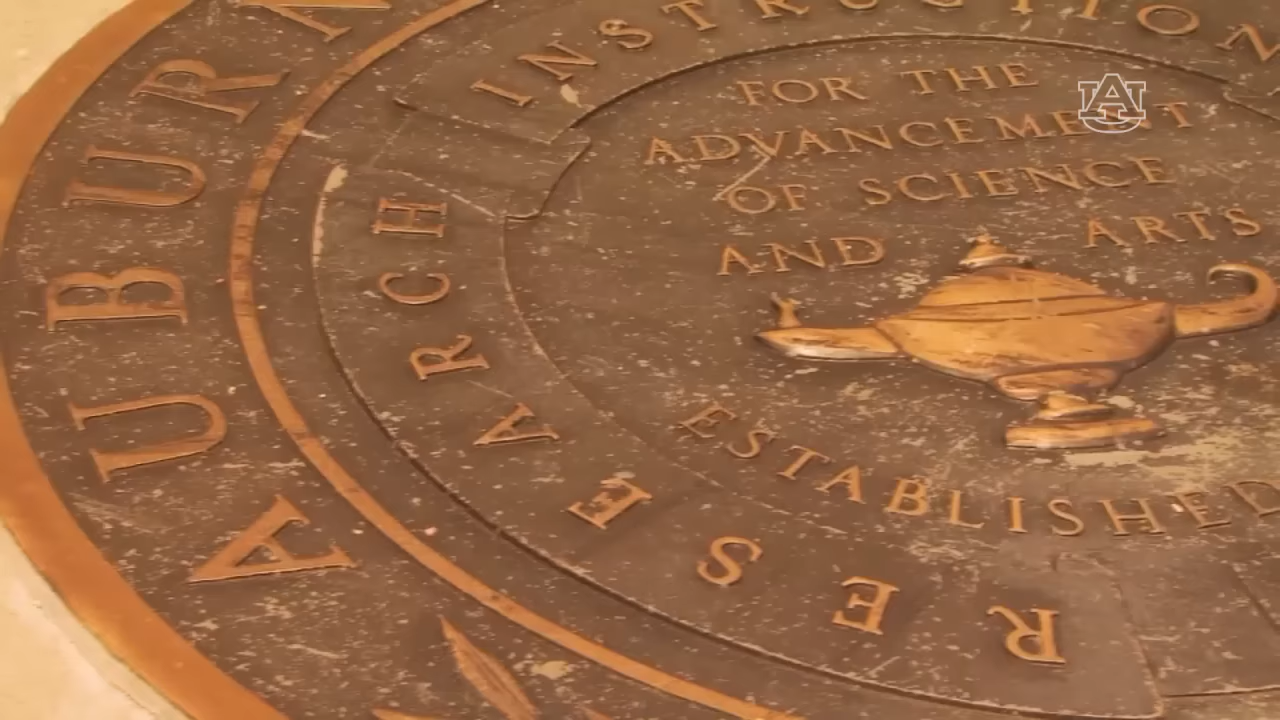 AUBURN
INSTRUCTION
RESEARCH
FOR THE
ADVANCEMENT
OF SCIENCE
AND ARTS
ESTABLISHED
AU